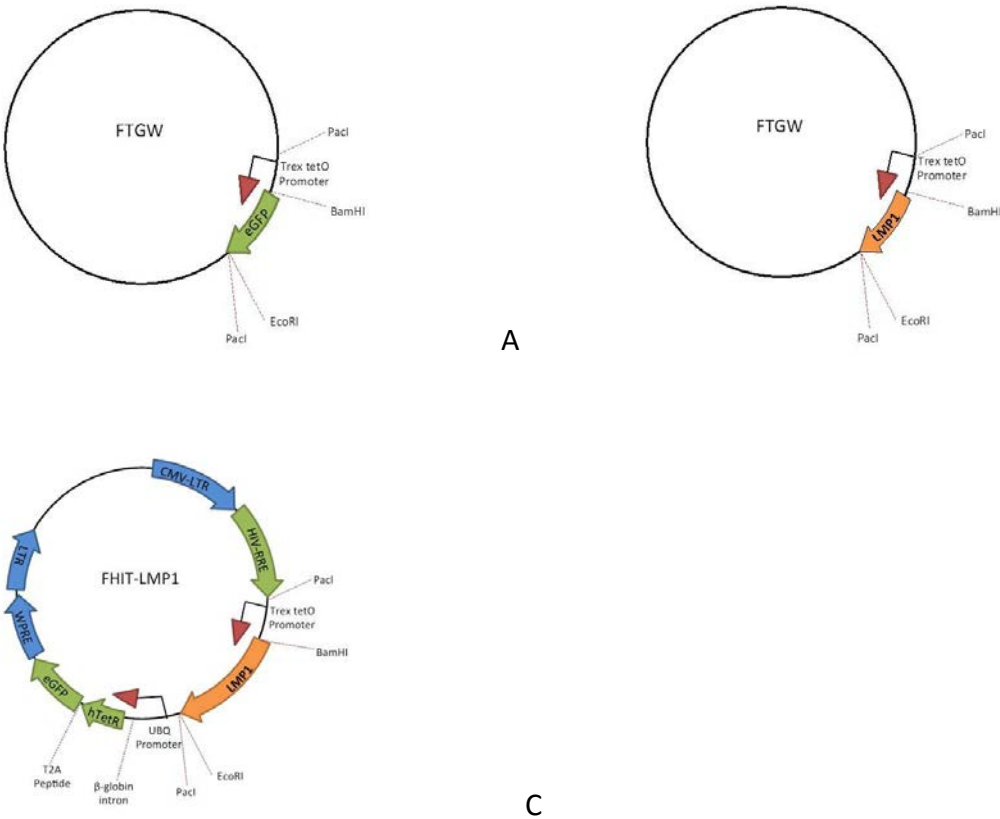 FTGW
PacI
Trex tetO
Promoter
BamHI
eGFP
EcoRI
PacI
FTGW
PacI
Trex tetO
Promoter
BamHI
LMP1
EcoRI
PacI
A
CMV-LTR
HIV-RRE
FHIT-LMP1
PacI
Trex tetO
Promoter
BamHI
LMP1
LTR
WPRE
eGFP
hTetR
UBQ
Promoter
T2A
Peptide
β-globin
intron
PacI
EcoRI
C